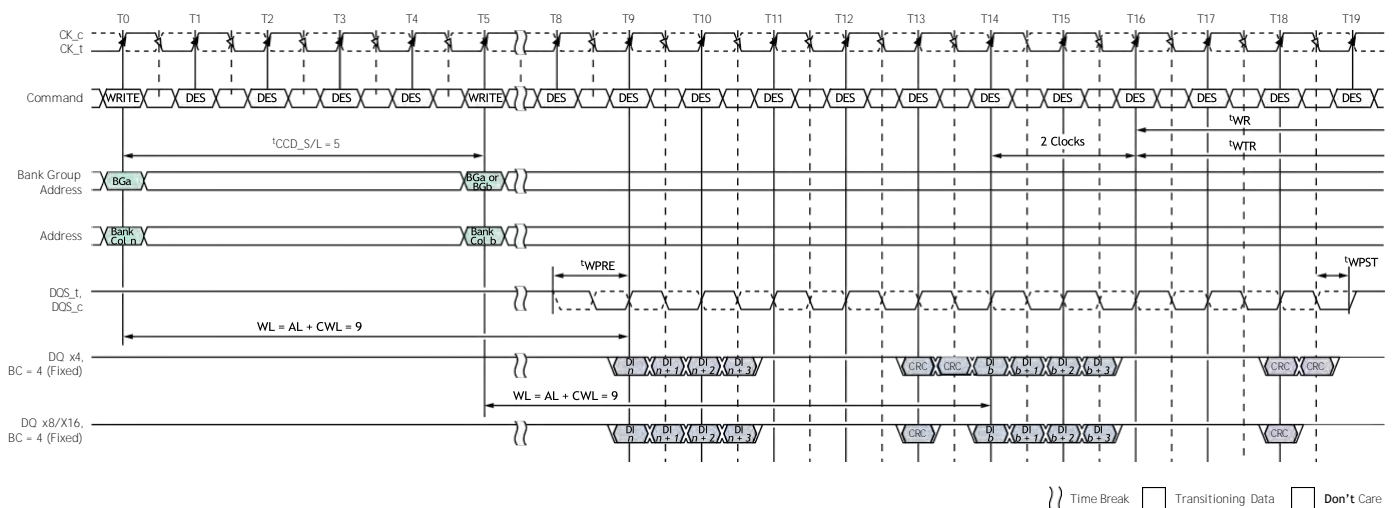 T0 T1 T2 T3 T4 T5 T8 T9 T10 T11 T12 T13 T14 T15 T16 T17 T18 T19
CK_c
CK_t
Command WRITE DES DES DES DES WRITE DES DES DES DES DES DES DES DES DES DES DES DES
tWR
tCCD_S/L = 5 2 Clocks tWTR
Bank Group
Address
BGa
BGa or
BGb
Address
Bank
Col n
Bank
Col b
tWPRE tWPST
DQS_t,
DQS_c
WL = AL + CWL = 9
DQ x4,
BC = 4 (Fixed)
DI DI DI DI CRC CRC DI DI DI DI CRC CRC
n n + 1 n + 2 n + 3 b b + 1 b + 2 b + 3
WL = AL + CWL = 9
DQ x8/X16,
BC = 4 (Fixed)
DI DI DI DI CRC DI DI DI DI CRC
n n + 1 n + 2 n + 3 b b + 1 b + 2 b + 3
Time Break Transitioning Data Don't Care